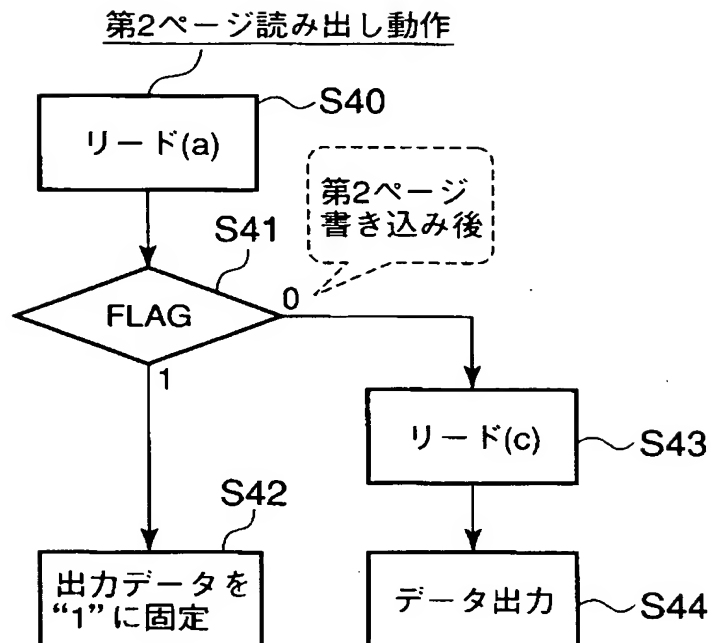 第2ページ読み出し動作
S40
リード(a)
第2ページ
書き込み後
S41
0
FLAG
1
リード(c)
S43
S42
出力データを
“1”に固定
データ出力
S44